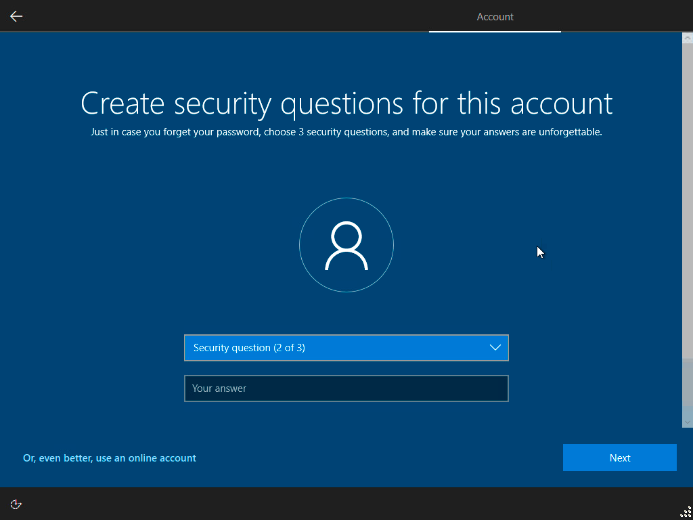 Account
Create security questions for this account
Just in case you forget your password, choose 3 security questions, and make sure your answers are unforgettable.
Security question (2 of 3)
Your answer
Or, even better, use an online account
Next